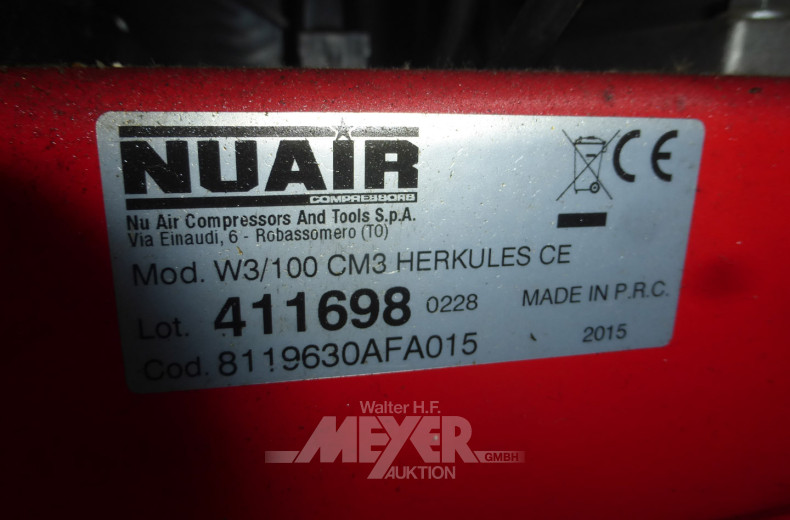 NUAIR
COMPRESSORS
CE
Nu Air Compressors And Tools S.p.A.
Via Einaudi, 6 - Robassomero (TO)
Mod. W3/100 CM3 HERKULES CE
Lot. 411698 0228 MADE IN P.R.C.
Cod. 8119630AFA015 2015
Walter H.F.
MEYER
GMBH
AUKTION